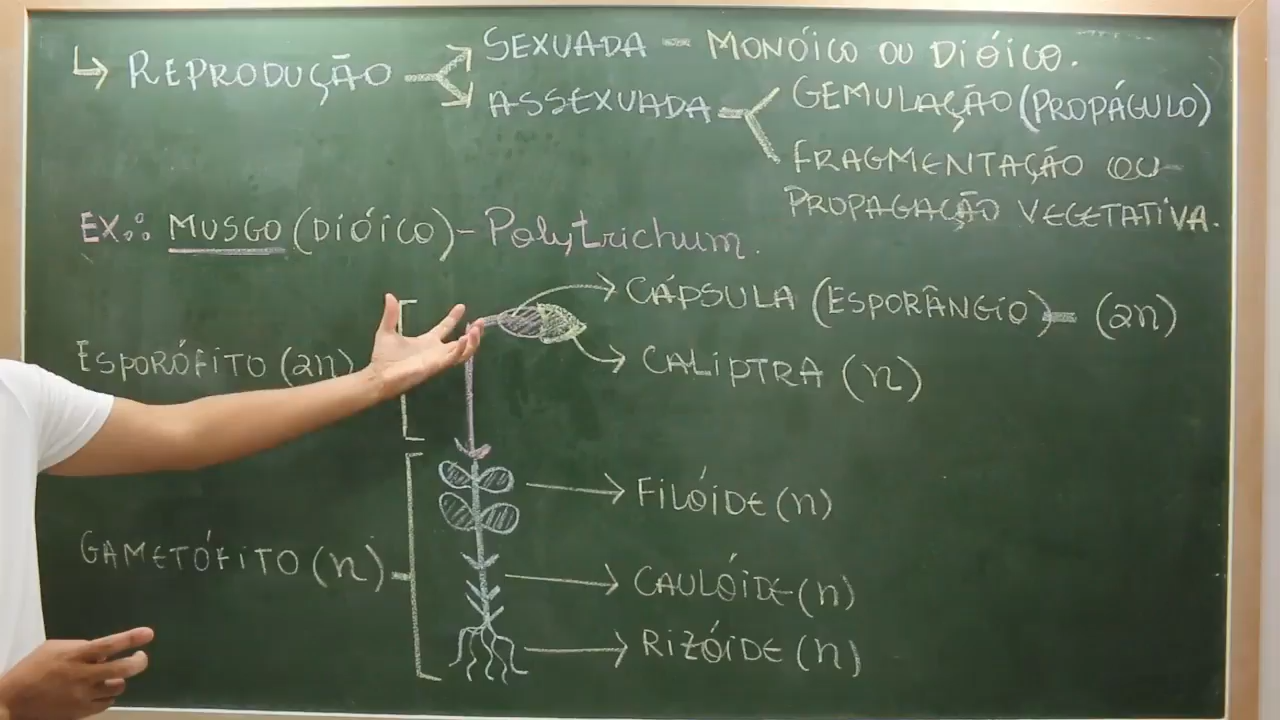 ↳ REPRODUÇÃO
SEXUADA - MONÓICO OU DIÓICO.
ASSEXUADA
GEMULAÇÃO (PROPÁGULO)
FRAGMENTAÇÃO OU
PROPAGAÇÃO VEGETATIVA.
EX.: MUSGO (DIÓICO) - Polytrichum.
CÁPSULA (ESPORÂNGIO) - (2n)
ESPORÓFITO (2n)
CALIPTRA (n)
FILÓIDE (n)
GAMETÓFITO (n)
CAULÓIDE (n)
RIZÓIDE (n)